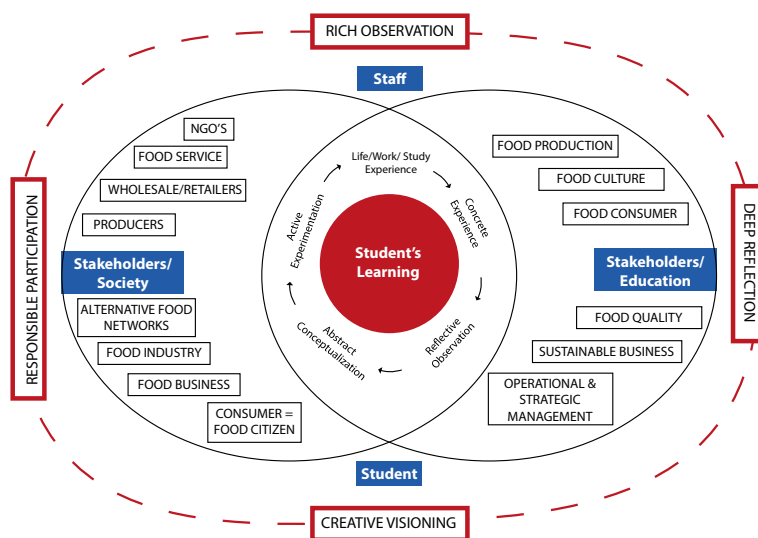 RICH OBSERVATION
Staff
NGO'S
FOOD SERVICE
WHOLESALE/RETAILERS
PRODUCERS
Stakeholders/
Society
ALTERNATIVE FOOD
NETWORKS
FOOD INDUSTRY
FOOD BUSINESS
CONSUMER =
FOOD CITIZEN
RESPONSIBLE PARTICIPATION
Life/Work/ Study
Experience
Concrete
Experience
Reflective
Observation
Abstract
Conceptualization
Active
Experimentation
Student's
Learning
FOOD PRODUCTION
FOOD CULTURE
FOOD CONSUMER
Stakeholders/
Education
FOOD QUALITY
SUSTAINABLE BUSINESS
OPERATIONAL &
STRATEGIC
MANAGEMENT
DEEP REFLECTION
Student
CREATIVE VISIONING